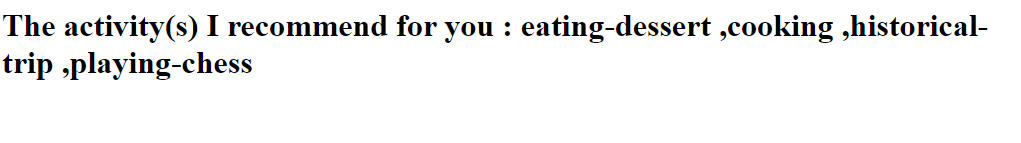 The activity(s) I recommend for you : eating-dessert ,cooking ,historical-
trip ,playing-chess